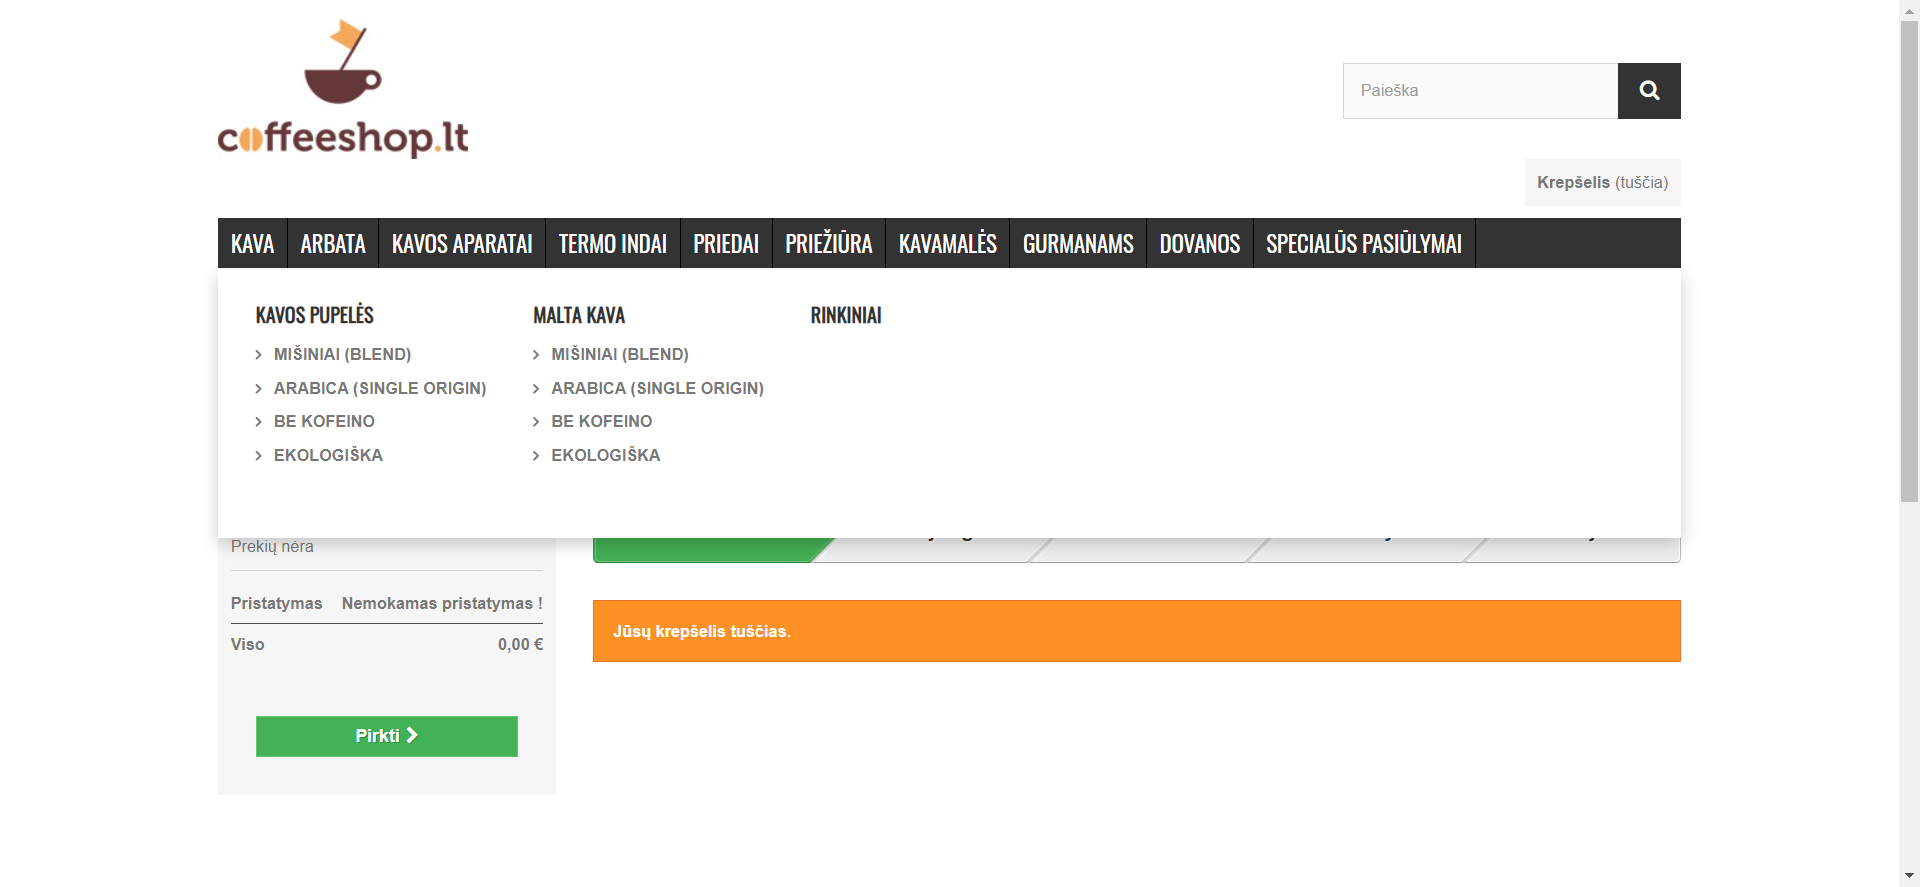 coffeeshop.lt
Paieška
Krepšelis (tuščia)
KAVA ARBATA KAVOS APARATAI TERMO INDAI PRIEDAI PRIEŽIŪRA KAVAMALĖS GURMANAMS DOVANOS SPECIALŪS PASIŪLYMAI
KAVOS PUPELĖS
MIŠINIAI (BLEND)
ARABICA (SINGLE ORIGIN)
BE KOFEINO
EKOLOGIŠKA
MALTA KAVA
MIŠINIAI (BLEND)
ARABICA (SINGLE ORIGIN)
BE KOFEINO
EKOLOGIŠKA
RINKINIAI
Prekių nėra
Pristatymas Nemokamas pristatymas !
Viso 0,00 €
Pirkti
Jūsų krepšelis tuščias.